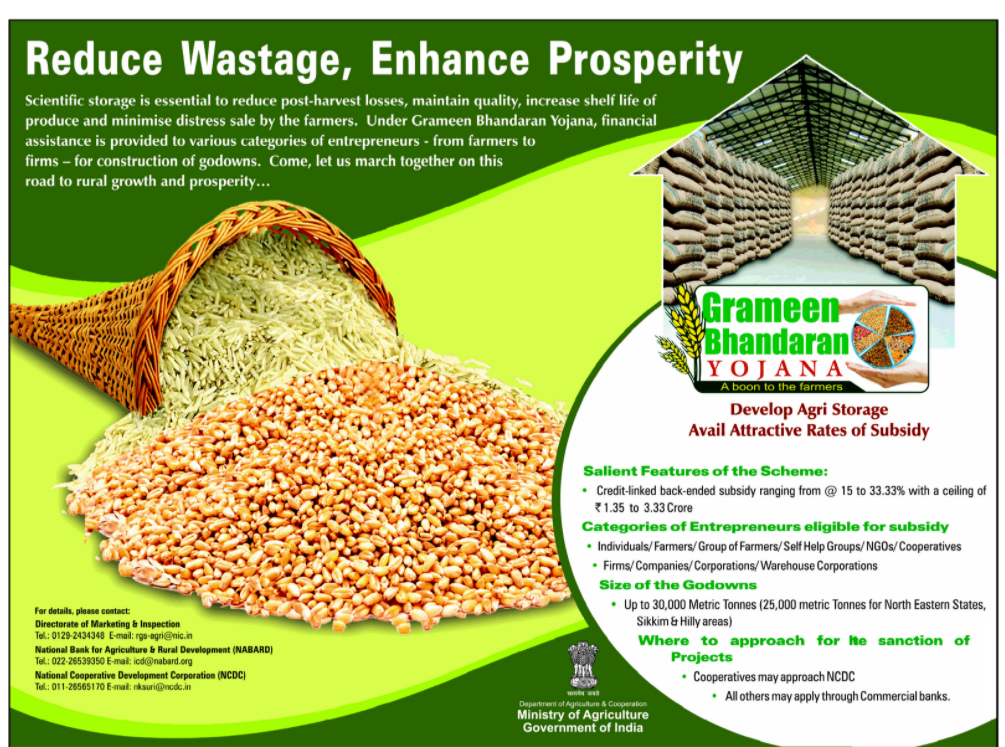 Reduce Wastage, Enhance Prosperity
Scientific storage is essential to reduce post-harvest losses, maintain quality, increase shelf life of
produce and minimise distress sale by the farmers. Under Grameen Bhandaran Yojana, financial
assistance is provided to various categories of entrepreneurs - from farmers to
firms – for construction of godowns. Come, let us march together on this
road to rural growth and prosperity...
Grameen
Bhandaran
YOJANA
A boon to the farmers
Develop Agri Storage
Avail Attractive Rates of Subsidy
Salient Features of the Scheme:
• Credit-linked back-ended subsidy ranging from @ 15 to 33.33% with a ceiling of
₹ 1.35 to 3.33 Crore
Categories of Entrepreneurs eligible for subsidy
• Individuals/ Farmers/ Group of Farmers/ Self Help Groups/ NGOs/ Cooperatives
• Firms/ Companies/ Corporations/ Warehouse Corporations
Size of the Godowns
• Up to 30,000 Metric Tonnes (25,000 metric Tonnes for North Eastern States,
Sikkim & Hilly areas)
Where to approach for the sanction of
Projects
• Cooperatives may approach NCDC
• All others may apply through Commercial banks.
For details, please contact:
Directorate of Marketing & Inspection
Tel.: 0129-2434348 E-mail: rgs-agri@nic.in
National Bank for Agriculture & Rural Development (NABARD)
Tel.: 022-26539350 E-mail: icd@nabard.org
National Cooperative Development Corporation (NCDC)
Tel.: 011-26565170 E-mail: nksuri@ncdc.in
सत्यमेव जयते
Department of Agriculture & Cooperation
Ministry of Agriculture
Government of India